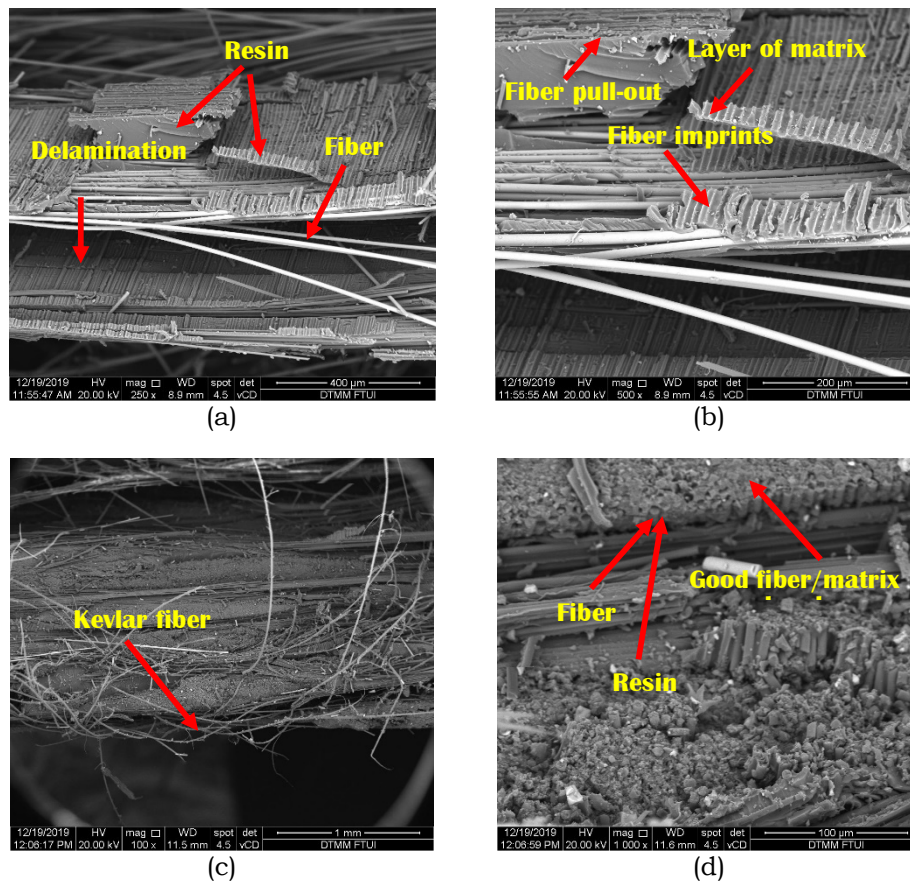 Resin
Delamination
Fiber
12/19/2019 HV mag □ WD spot det 400 µm
11:55:47 AM 20.00 kV 250 x 8.9 mm 4.5 vCD DTMM FTUI
(a)
Layer of matrix
Fiber pull-out
Fiber imprints
12/19/2019 HV mag □ WD spot det 200 µm
11:55:55 AM 20.00 kV 500 x 8.9 mm 4.5 vCD DTMM FTUI
(b)
Kevlar fiber
12/19/2019 HV mag □ WD spot det 1 mm
12:06:17 PM 20.00 kV 100 x 11.5 mm 4.5 vCD DTMM FTUI
(c)
Good fiber/matrix
Fiber
Resin
12/19/2019 HV mag □ WD spot det 100 µm
12:06:59 PM 20.00 kV 1 000 x 11.6 mm 4.5 vCD DTMM FTUI
(d)